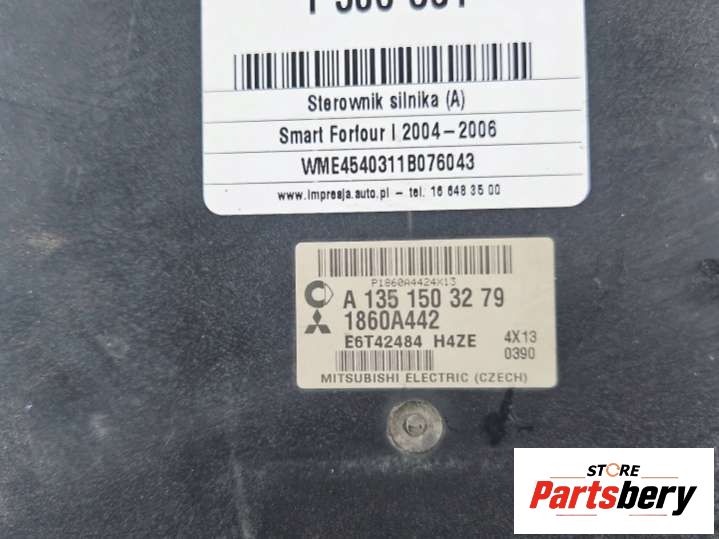 Sterownik silnika (A)
Smart Forfour I 2004-2006
WME4540311B076043
www.impresja.auto.pl - tel. 16 648 35 00
P1860A4424X13
A 135 150 32 79
1860A442
E6T42484 H4ZE
4X13
0390
MITSUBISHI ELECTRIC (CZECH)
STORE
Partsbery